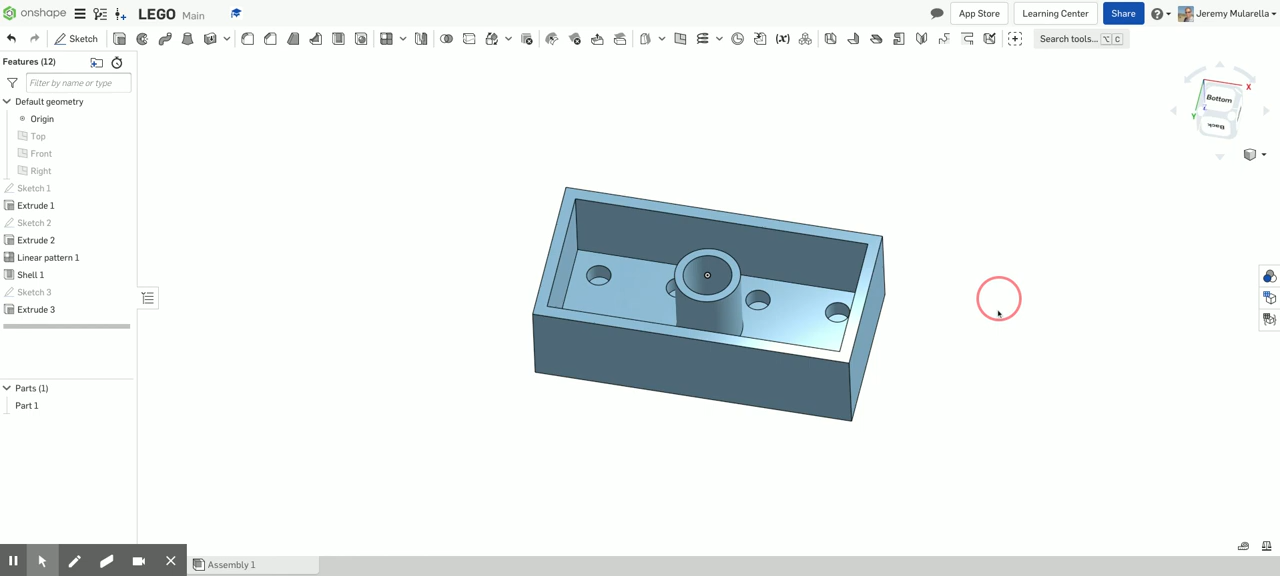 onshape LEGO Main App Store Learning Center Share Jeremy Mularella
Sketch Search tools... ⌥ C
Features (12)
Filter by name or type
Default geometry
Origin
Top
Front
Right
Sketch 1
Extrude 1
Sketch 2
Extrude 2
Linear pattern 1
Shell 1
Sketch 3
Extrude 3
Parts (1)
Part 1
Bottom X
Y Back
Assembly 1